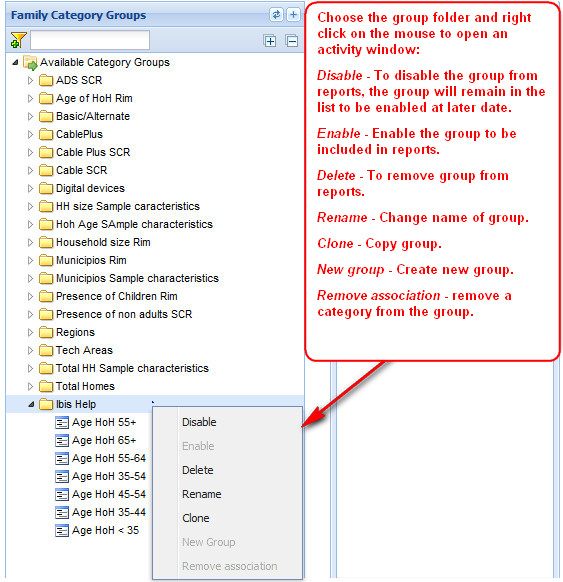 Family Category Groups
Available Category Groups
ADS SCR
Age of HoH Rim
Basic/Alternate
CablePlus
Cable Plus SCR
Cable SCR
Digital devices
HH size Sample caracteristics
Hoh Age SAmple characteristics
Household size Rim
Municipios Rim
Municipios Sample characteristics
Presence of Children Rim
Presence of non adults SCR
Regions
Tech Areas
Total HH Sample characteristics
Total Homes
Ibis Help
Age HoH 55+
Age HoH 65+
Age HoH 55-64
Age HoH 35-54
Age HoH 45-54
Age HoH 35-44
Age HoH < 35
Disable
Enable
Delete
Rename
Clone
New Group
Remove association
Choose the group folder and right
click on the mouse to open an
activity window:
Disable - To disable the group from
reports, the group will remain in the
list to be enabled at later date.
Enable - Enable the group to be
included in reports.
Delete - To remove group from
reports.
Rename - Change name of group.
Clone - Copy group.
New group - Create new group.
Remove association - remove a
category from the group.